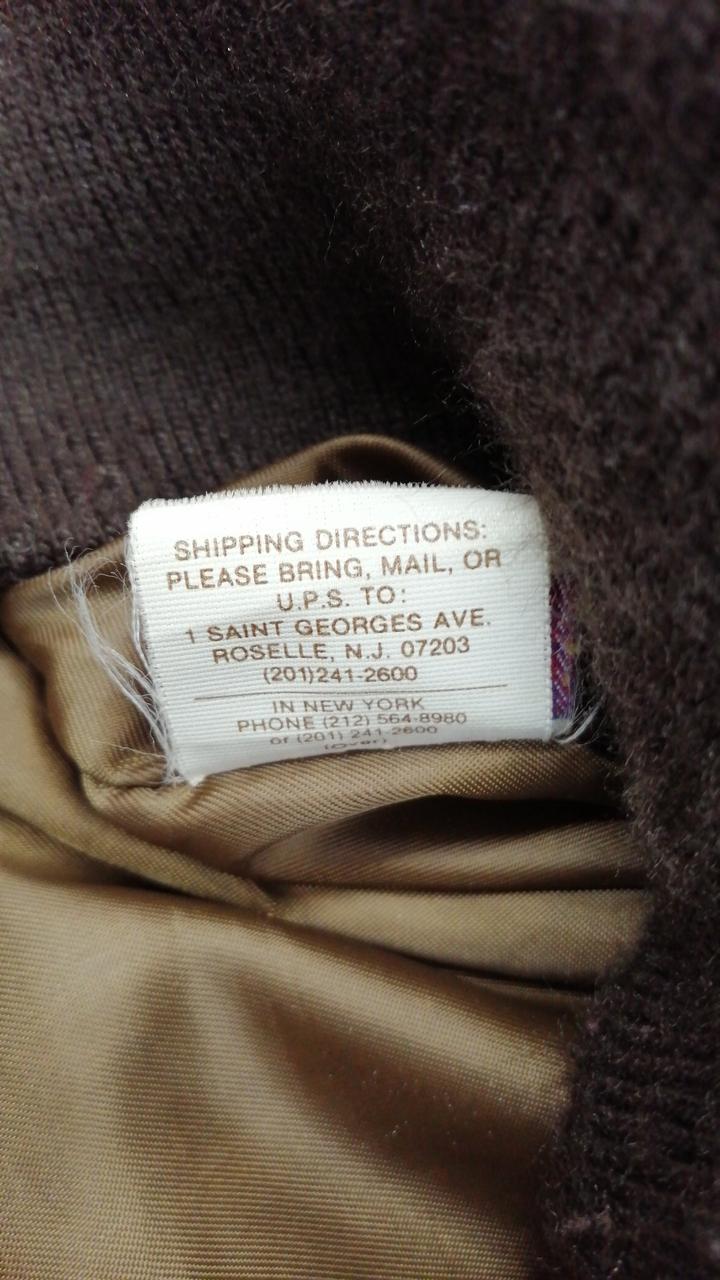 SHIPPING DIRECTIONS:
PLEASE BRING, MAIL, OR
U.P.S. TO:
1 SAINT GEORGES AVE.
ROSELLE, N.J. 07203
(201)241-2600
IN NEW YORK
PHONE (212) 564-8980
or (201) 241-2600
(Over)